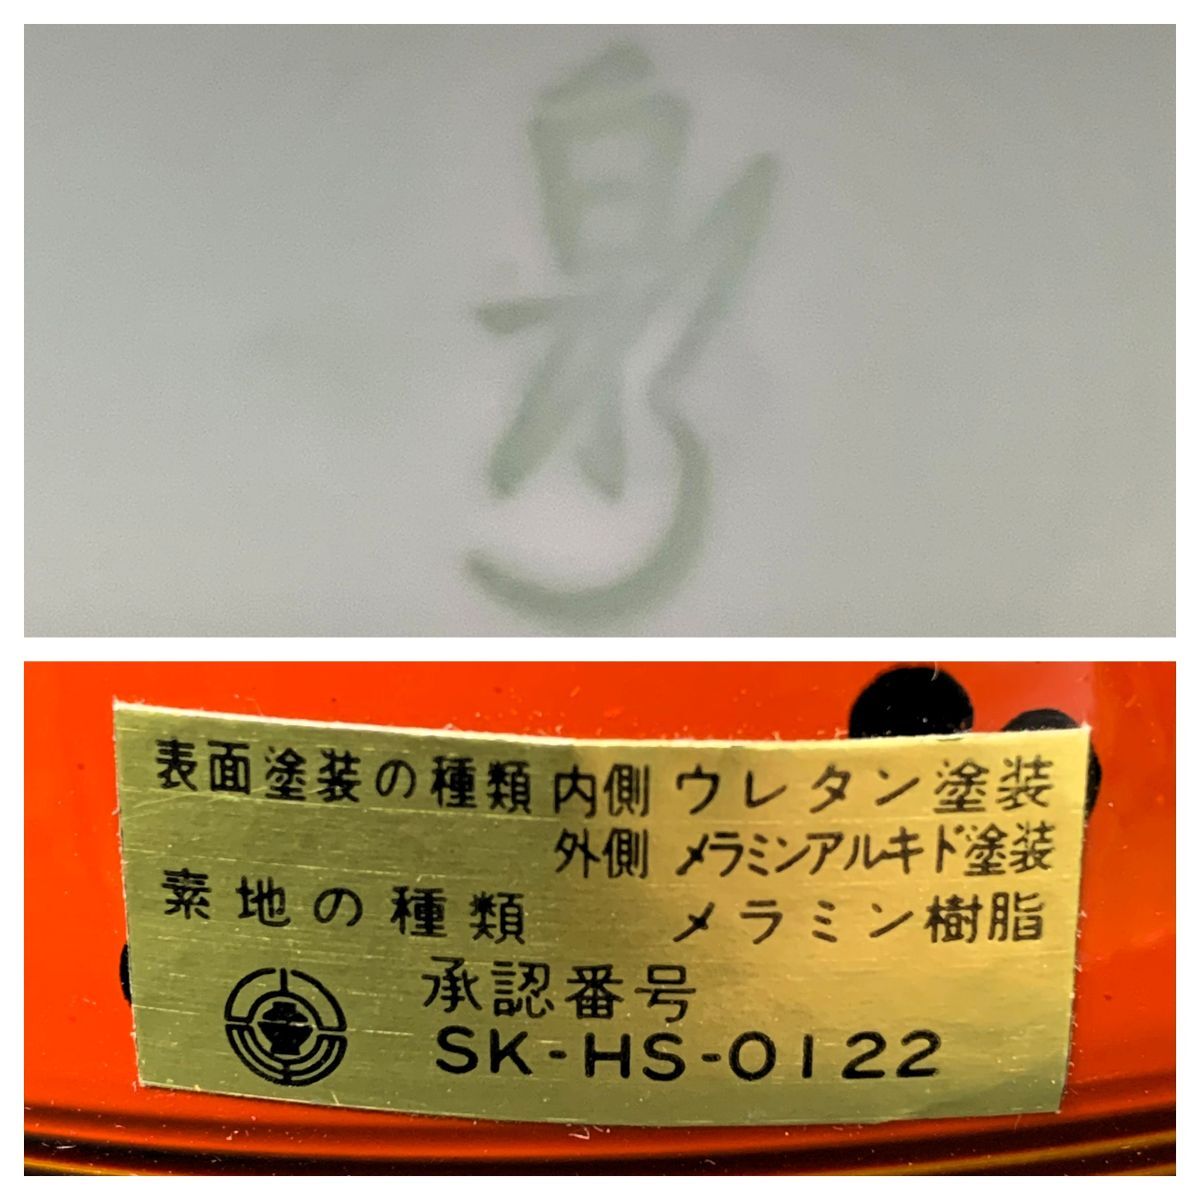 表面塗装の種類 内側 ウレタン塗装
外側 メラミンアルキド塗装
素地の種類 メラミン樹脂
承認番号
SK-HS-0122